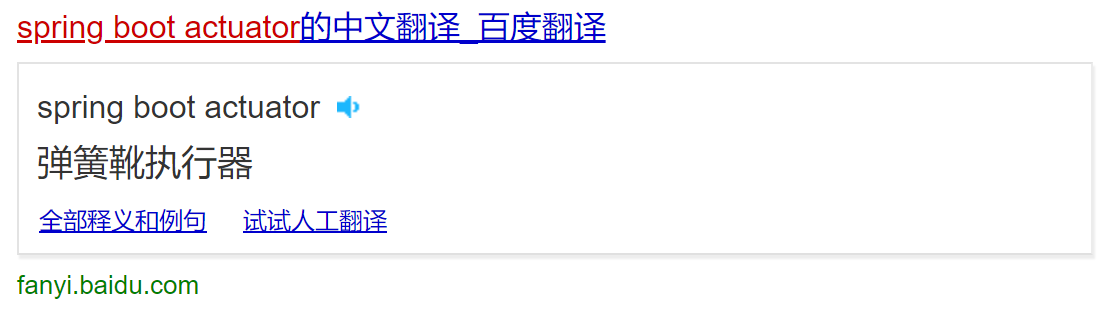 spring boot actuator的中文翻译_百度翻译
spring boot actuator
弹簧靴执行器
全部释义和例句 试试人工翻译
fanyi.baidu.com